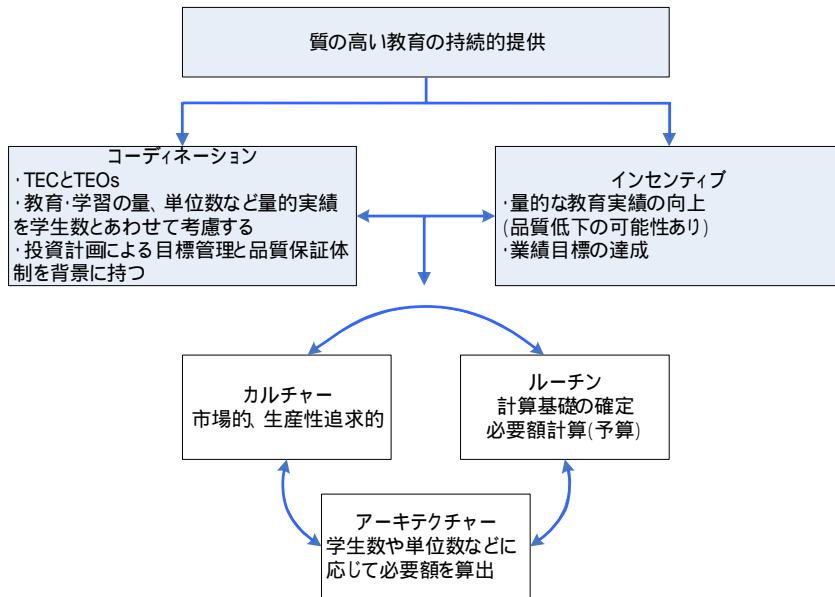 質の高い教育の持続的提供
コーディネーション
・TECとTEOs
・教育・学習の量、単位数など量的実績
を学生数とあわせて考慮する
・投資計画による目標管理と品質保証体
制を背景に持つ
インセンティブ
・量的な教育実績の向上
(品質低下の可能性あり)
・業績目標の達成
カルチャー
市場的、生産性追求的
ルーチン
計算基礎の確定
必要額計算(予算)
アーキテクチャー
学生数や単位数などに
応じて必要額を算出